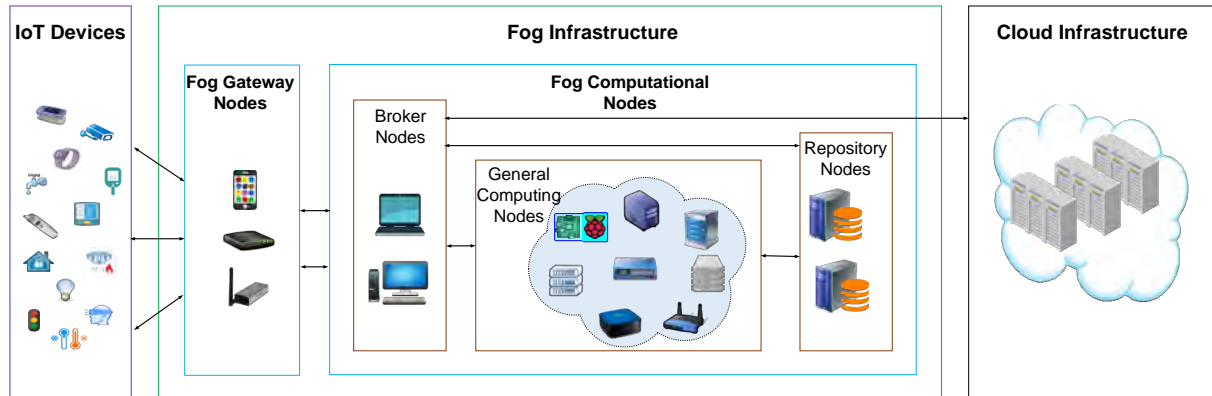 IoT Devices
Fog Infrastructure
Cloud Infrastructure
Fog Gateway
Nodes
Fog Computational
Nodes
Broker
Nodes
General
Computing
Nodes
Repository
Nodes